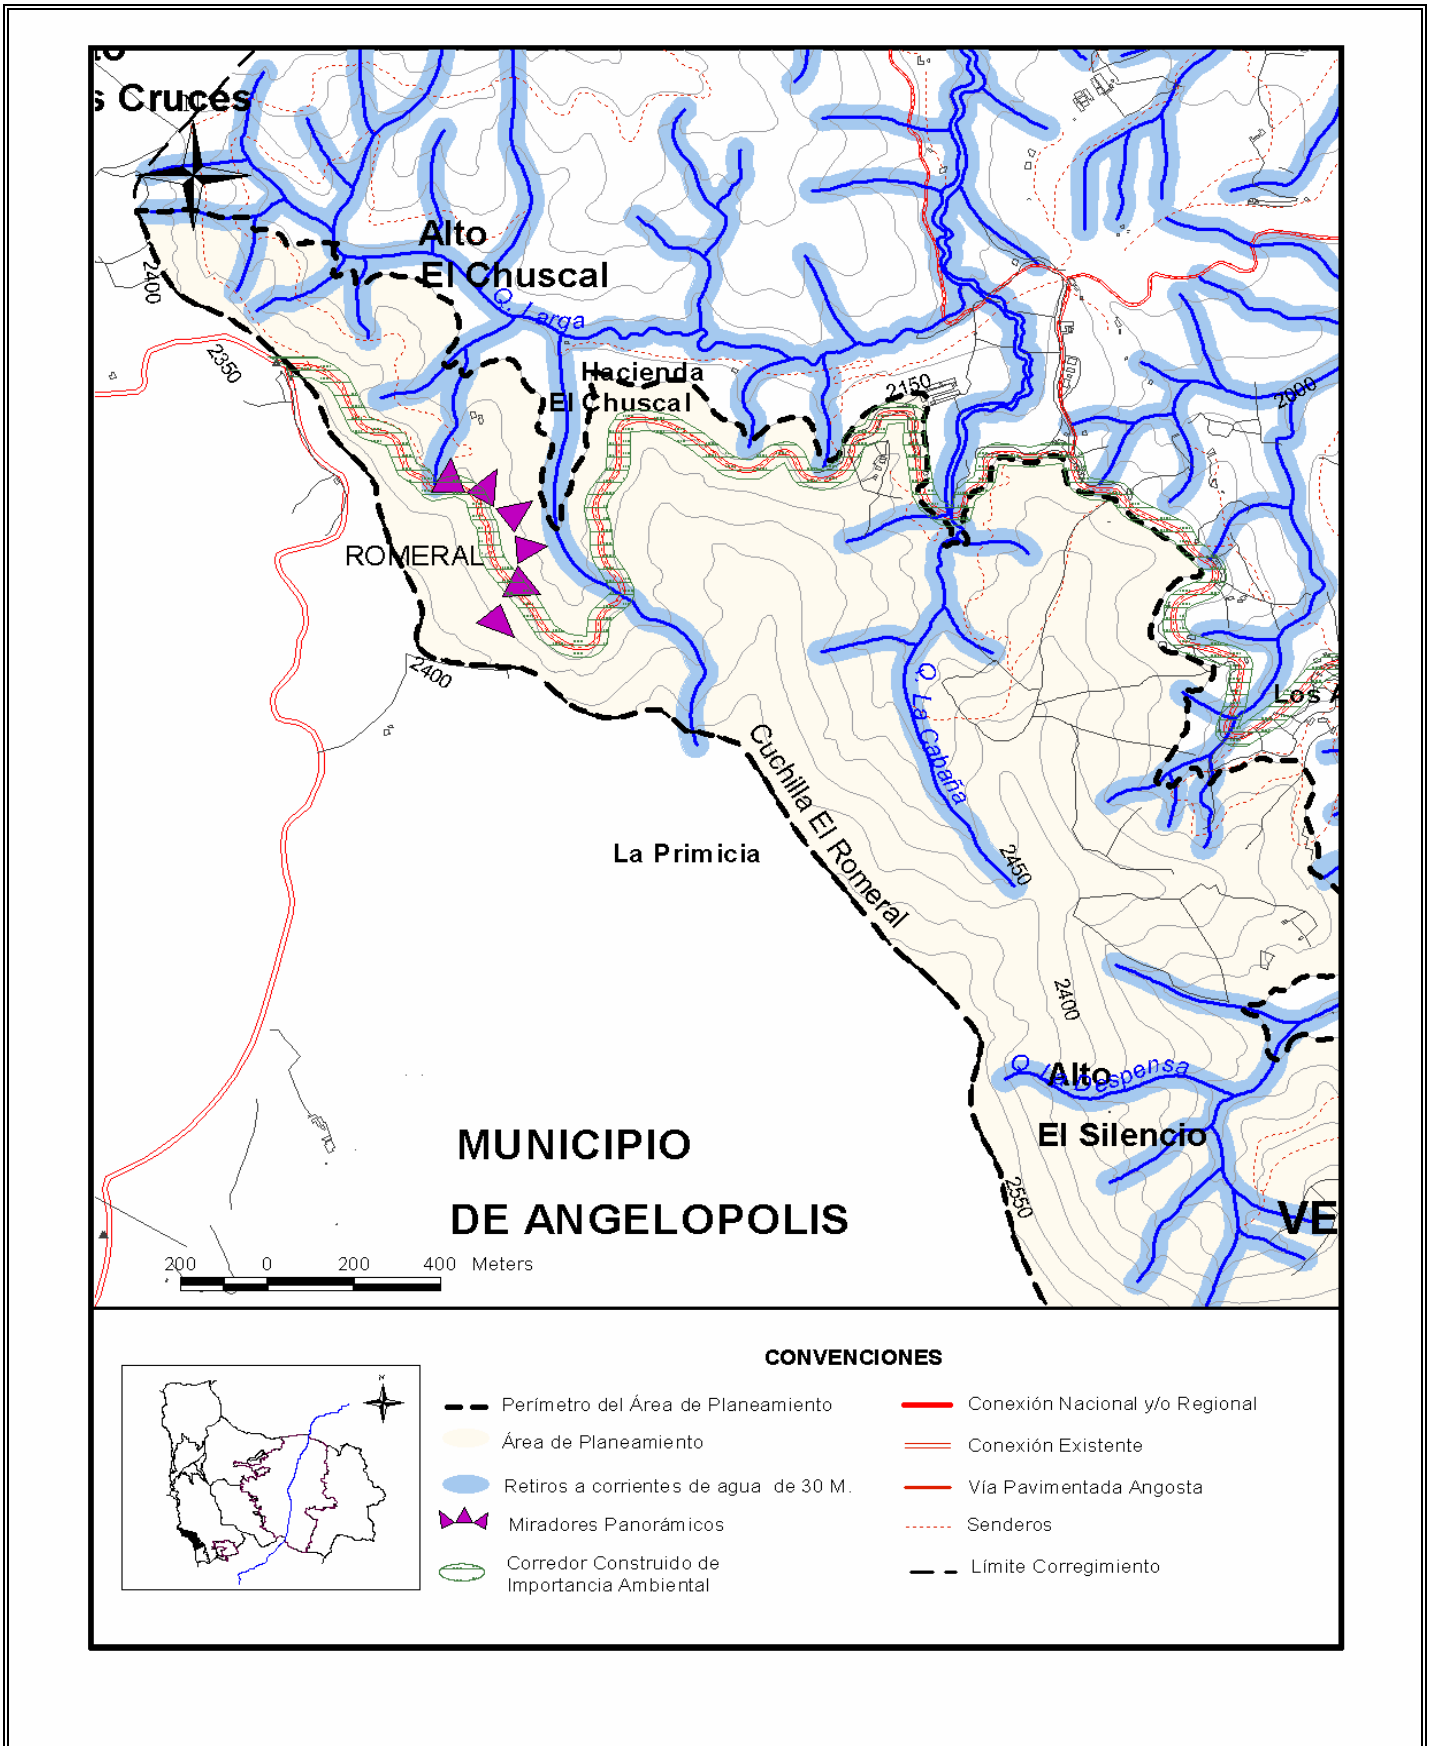 to
s Cruces
Alto
El Chuscal
Q. Larga
2400
2350
Hacienda
El Chuscal
2150
2000
ROMERAL
2400
Q. La Cabaña
Los A
Cuchilla El Romeral
La Primicia
2450
2400
Q la Despensa
Alto
El Silencio
MUNICIPIO
DE ANGELOPOLIS
2550
VE
200 0 200 400 Meters
CONVENCIONES
N
Perímetro del Área de Planeamiento
Área de Planeamiento
Retiros a corrientes de agua de 30 M.
Miradores Panorámicos
Corredor Construido de
Importancia Ambiental
Conexión Nacional y/o Regional
Conexión Existente
Vía Pavimentada Angosta
Senderos
Límite Corregimiento